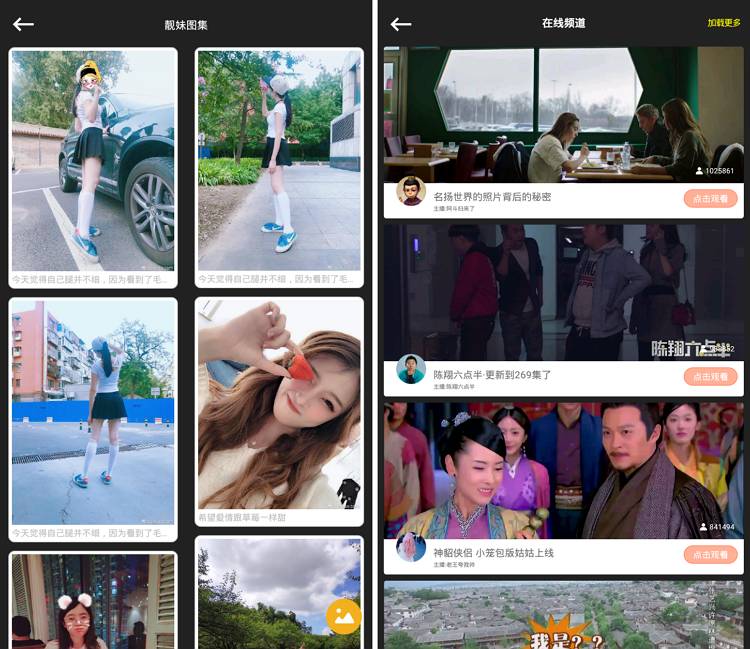 靓妹图集
今天觉得自己腿并不细，因为看到了毛...
今天觉得自己腿并不细，因为看到了毛...
今天觉得自己腿并不细，因为看到了毛...
希望爱情跟草莓一样甜
在线频道
加载更多
1025861
名扬世界的照片背后的秘密
主播:阿斗归来了
点击观看
陈翔六点半
陈翔六点半·更新到269集了
主播:陈翔六点半
点击观看
841494
神貂侠侣 小笼包版姑姑上线
主播:老王夸我帅
点击观看
我是？？